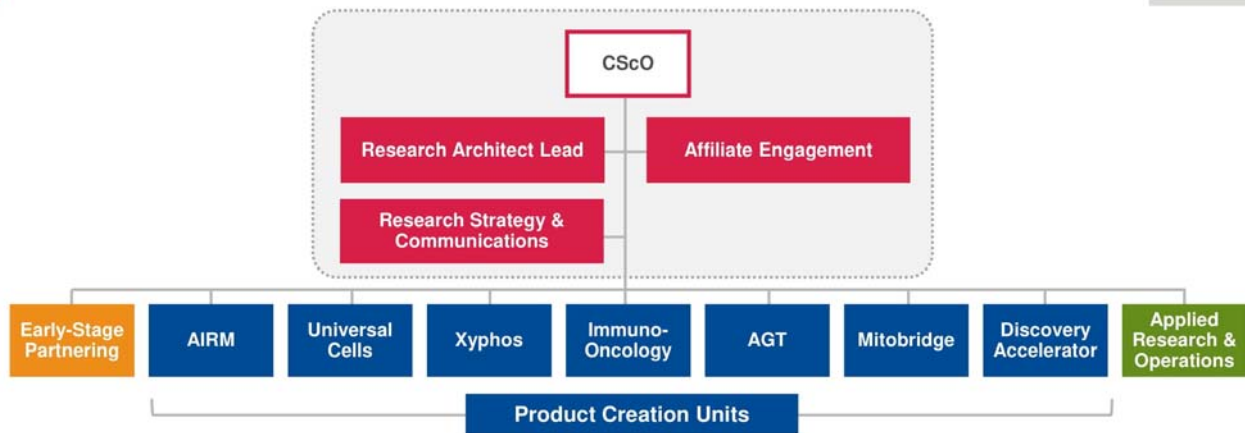 CScO
Research Architect Lead
Affiliate Engagement
Research Strategy &
Communications
Early-Stage
Partnering
AIRM
Universal
Cells
Xyphos
Immuno-
Oncology
AGT
Mitobridge
Discovery
Accelerator
Applied
Research &
Operations
Product Creation Units